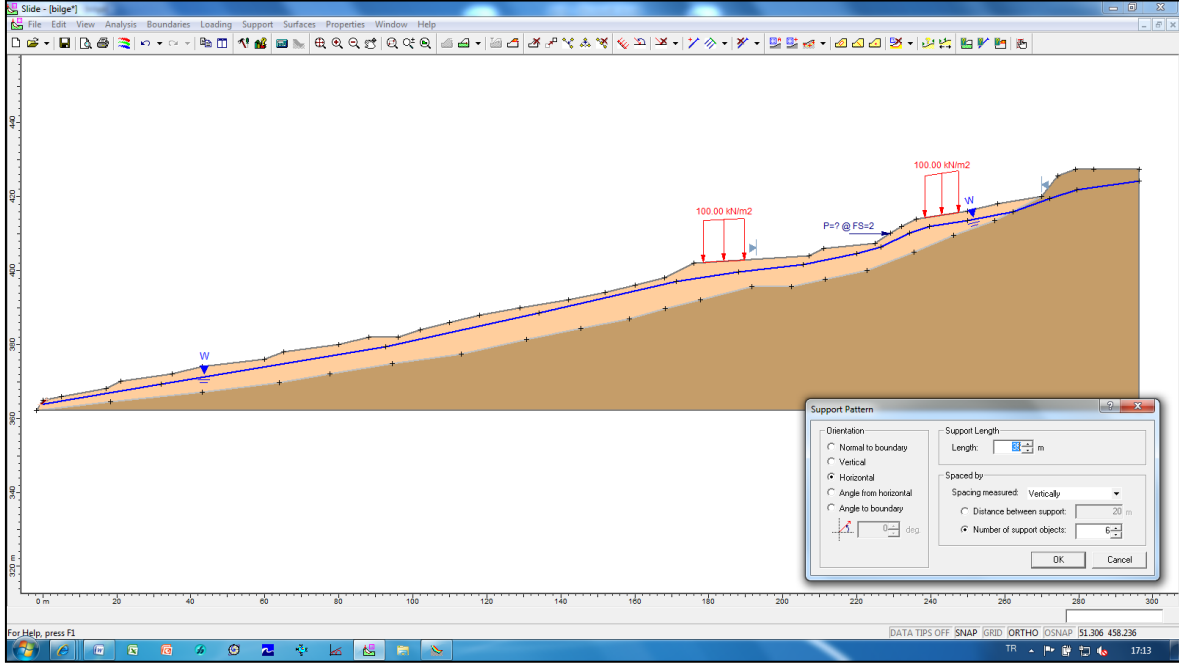 Slide - [bilge*]
File Edit View Analysis Boundaries Loading Support Surfaces Properties Window Help
440
420
400
380
360
340
320 m
100.00 kN/m2
100.00 kN/m2
P=? @ FS=2
W
W
Support Pattern
Orientation
Normal to boundary
Vertical
Horizontal
Angle from horizontal
Angle to boundary
0 deg
Support Length
Length: m
Spaced by
Spacing measured: Vertically
Distance between support: 20 m
Number of support objects: 6
OK Cancel
0 m 20 40 60 80 100 120 140 160 180 200 220 240 260 280 300
For Help, press F1
DATA TIPS OFF SNAP GRID ORTHO OSNAP 51.306 458.236
TR 17:13